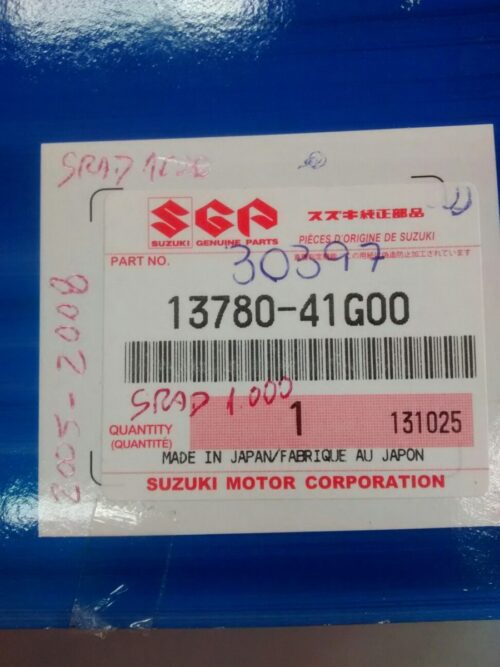 SRAD 1000
SGP
スズキ純正部品
SUZUKI GENUINE PARTS
PIÈCES D'ORIGINE DE SUZUKI
PART NO.
30397
13780-41G00
2005-2008
SRAD 1.000
QUANTITY
(QUANTITÉ)
1
131025
MADE IN JAPAN/FABRIQUE AU JAPON
SUZUKI MOTOR CORPORATION